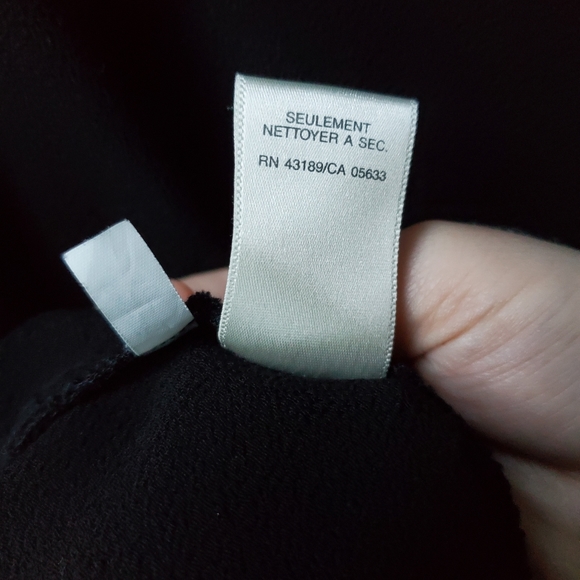 SEULEMENT
NETTOYER A SEC.
RN 43189/CA 05633